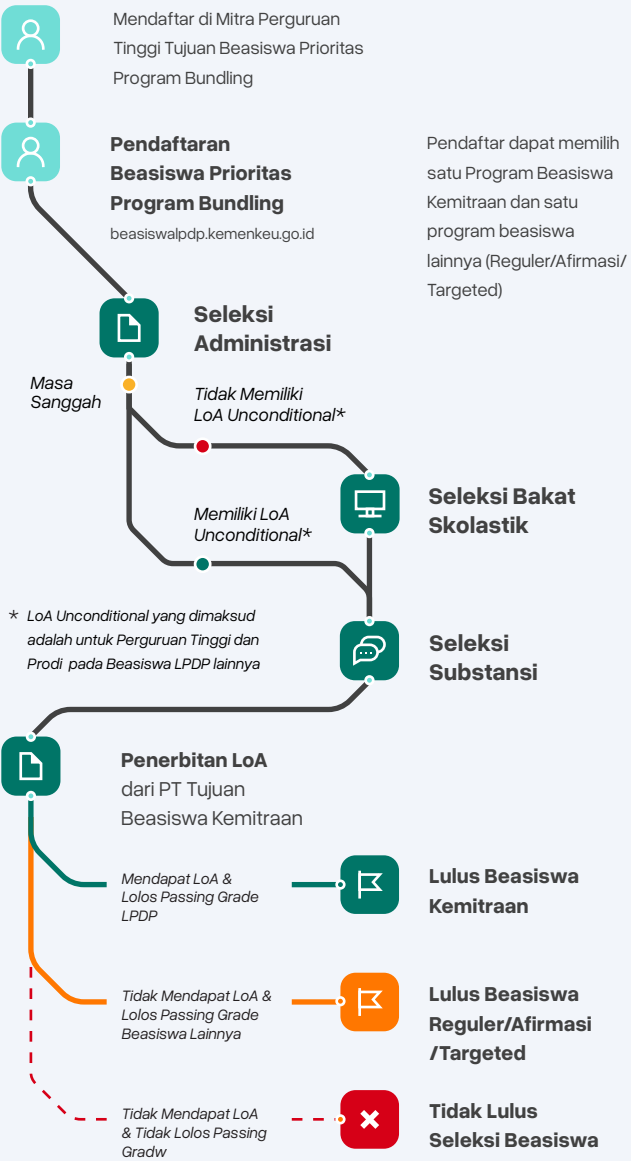 Mendaftar di Mitra Perguruan
Tinggi Tujuan Beasiswa Prioritas
Program Bundling
Pendaftaran
Beasiswa Prioritas
Program Bundling
beasiswalpdp.kemenkeu.go.id
Pendaftar dapat memilih
satu Program Beasiswa
Kemitraan dan satu
program beasiswa
lainnya (Reguler/Afirmasi/
Targeted)
Seleksi
Administrasi
Masa
Sanggah
Tidak Memiliki
LoA Unconditional*
Seleksi Bakat
Skolastik
Memiliki LoA
Unconditional*
* LoA Unconditional yang dimaksud
adalah untuk Perguruan Tinggi dan
Prodi pada Beasiswa LPDP lainnya
Seleksi
Substansi
Penerbitan LoA
dari PT Tujuan
Beasiswa Kemitraan
Mendapat LoA &
Lolos Passing Grade
LPDP
Lulus Beasiswa
Kemitraan
Tidak Mendapat LoA &
Lolos Passing Grade
Beasiswa Lainnya
Lulus Beasiswa
Reguler/Afirmasi
/Targeted
Tidak Mendapat LoA
& Tidak Lolos Passing
Gradw
Tidak Lulus
Seleksi Beasiswa